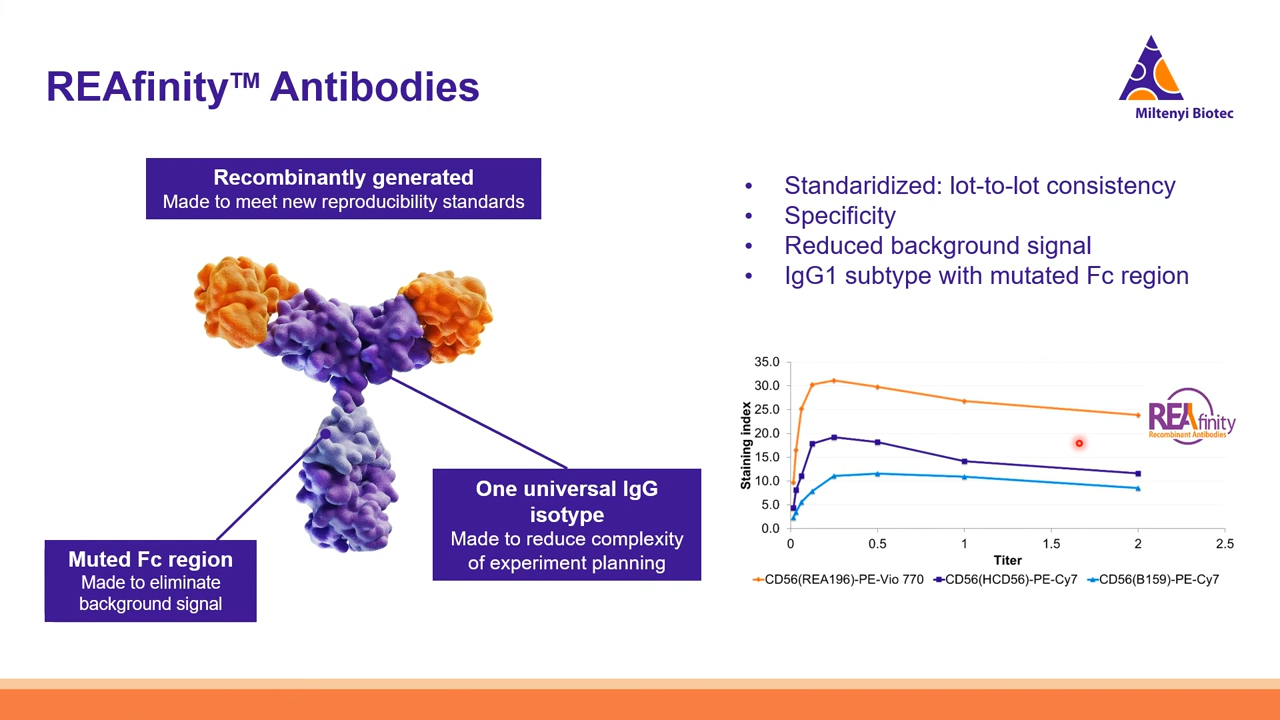 REAfinity™ Antibodies
Miltenyi Biotec
Recombinantly generated
Made to meet new reproducibility standards
One universal IgG
isotype
Made to reduce complexity
of experiment planning
Muted Fc region
Made to eliminate
background signal
• Standaridized: lot-to-lot consistency
• Specificity
• Reduced background signal
• IgG1 subtype with mutated Fc region
35.0
30.0
25.0
20.0
15.0
10.0
5.0
0.0
Staining index
0 0.5 1 1.5 2 2.5
Titer
CD56(REA196)-PE-Vio 770 CD56(HCD56)-PE-Cy7 CD56(B159)-PE-Cy7
REAfinity
Recombinant Antibodies